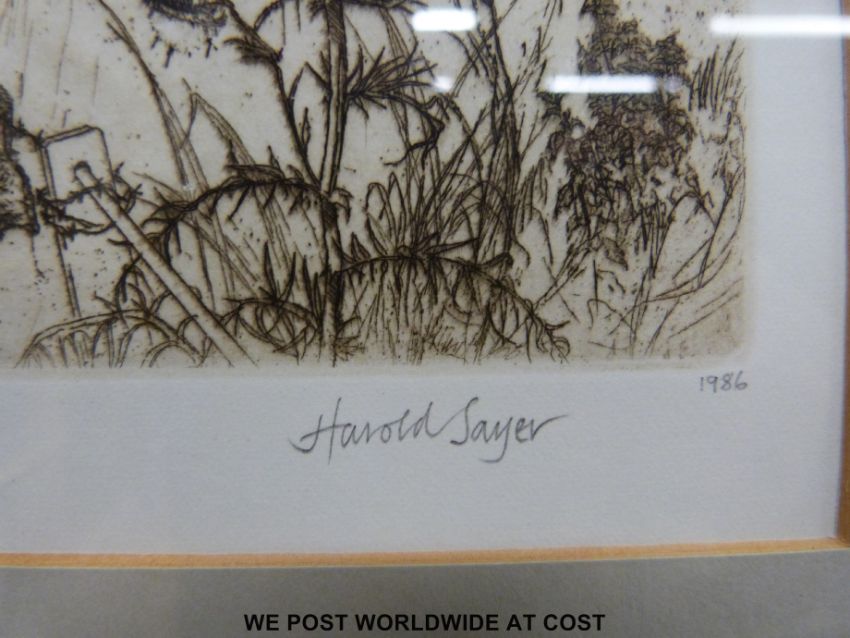 1986
Harold Sayer
WE POST WORLDWIDE AT COST